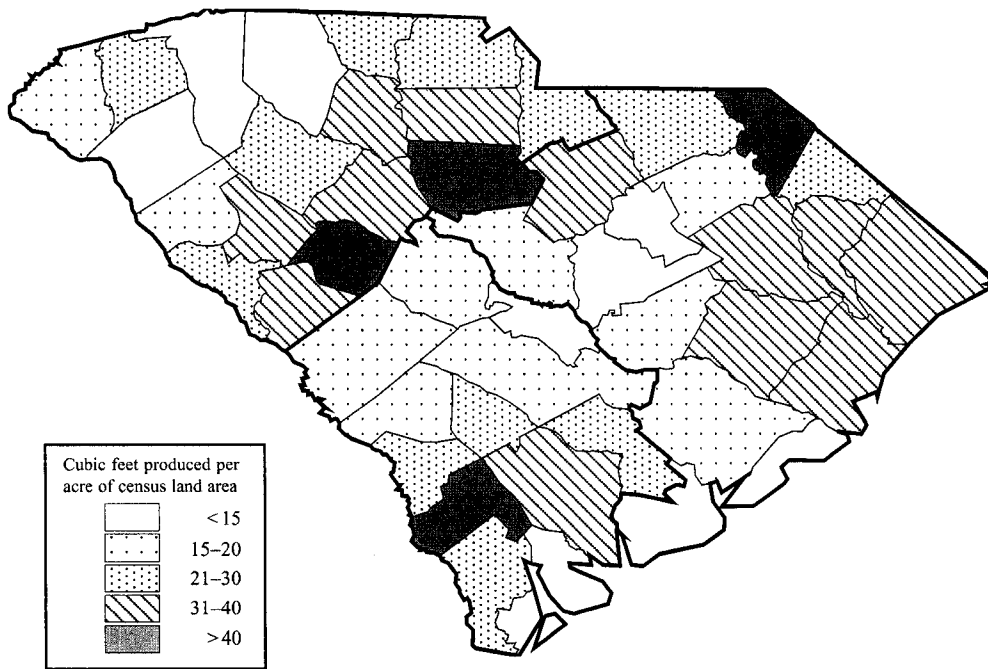 Cubic feet produced per
acre of census land area
<15
15–20
21–30
31–40
>40